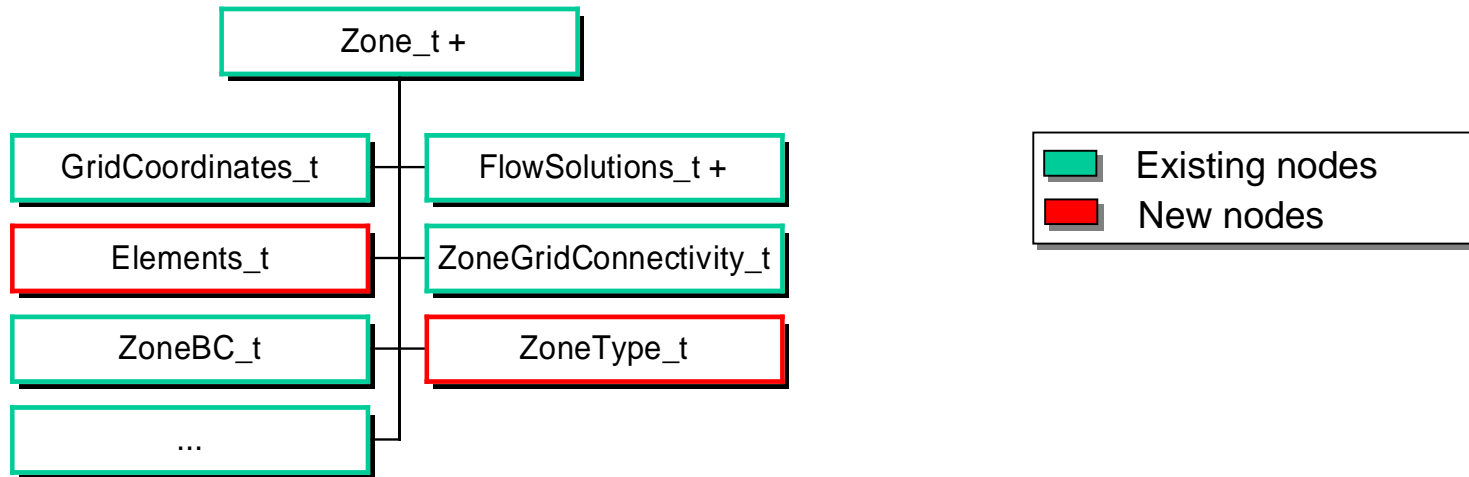 Zone_t +
GridCoordinates_t
FlowSolutions_t +
Elements_t
ZoneGridConnectivity_t
ZoneBC_t
ZoneType_t
...
Existing nodes
New nodes